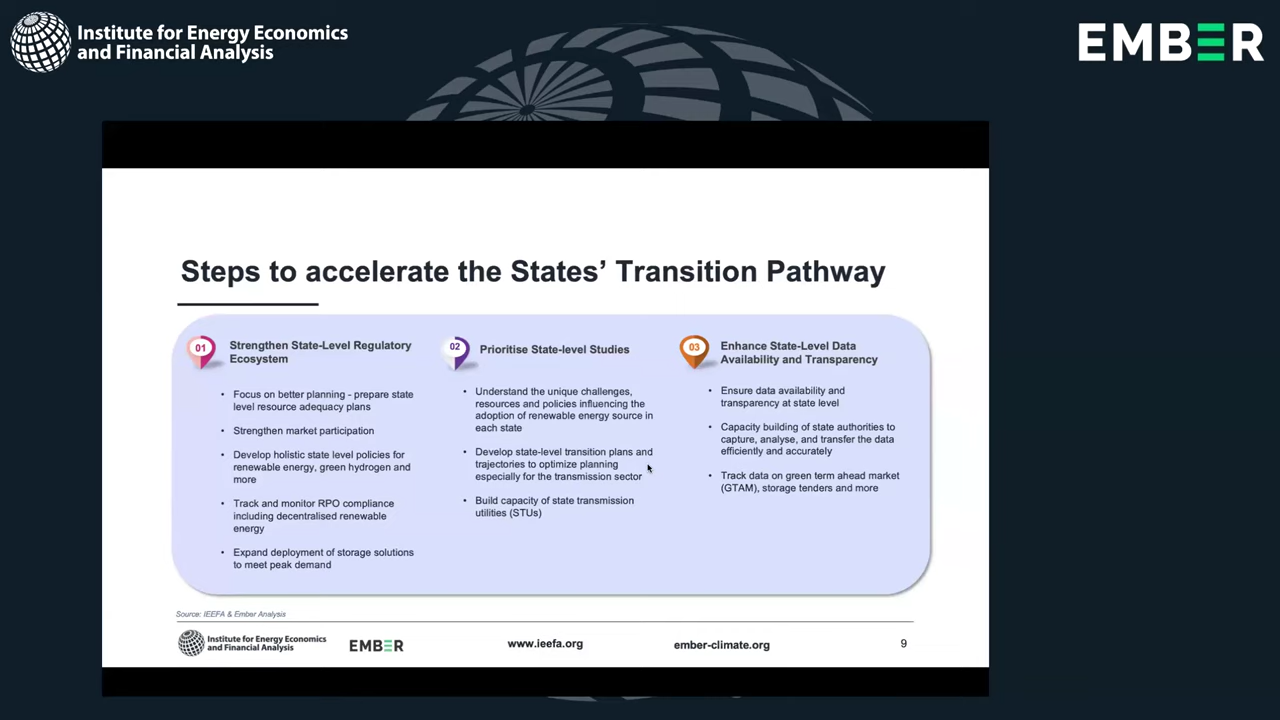 Institute for Energy Economics
and Financial Analysis
EMBER
Steps to accelerate the States' Transition Pathway
01
Strengthen State-Level Regulatory
Ecosystem
• Focus on better planning - prepare state
level resource adequacy plans
• Strengthen market participation
• Develop holistic state level policies for
renewable energy, green hydrogen and
more
• Track and monitor RPO compliance
including decentralised renewable
energy
• Expand deployment of storage solutions
to meet peak demand
02
Prioritise State-level Studies
• Understand the unique challenges,
resources and policies influencing the
adoption of renewable energy source in
each state
• Develop state-level transition plans and
trajectories to optimize planning
especially for the transmission sector
• Build capacity of state transmission
utilities (STUs)
03
Enhance State-Level Data
Availability and Transparency
• Ensure data availability and
transparency at state level
• Capacity building of state authorities to
capture, analyse, and transfer the data
efficiently and accurately
• Track data on green term ahead market
(GTAM), storage tenders and more
Source: IEEFA & Ember Analysis
Institute for Energy Economics
and Financial Analysis
EMBER
www.ieefa.org
ember-climate.org
9